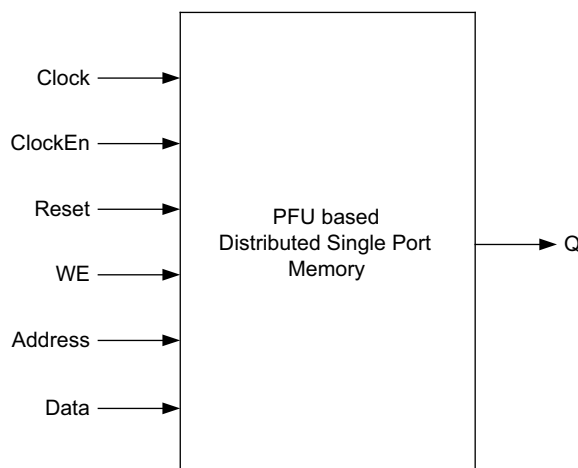 Clock
ClockEn
Reset
WE
Address
Data
PFU based
Distributed Single Port
Memory
Q